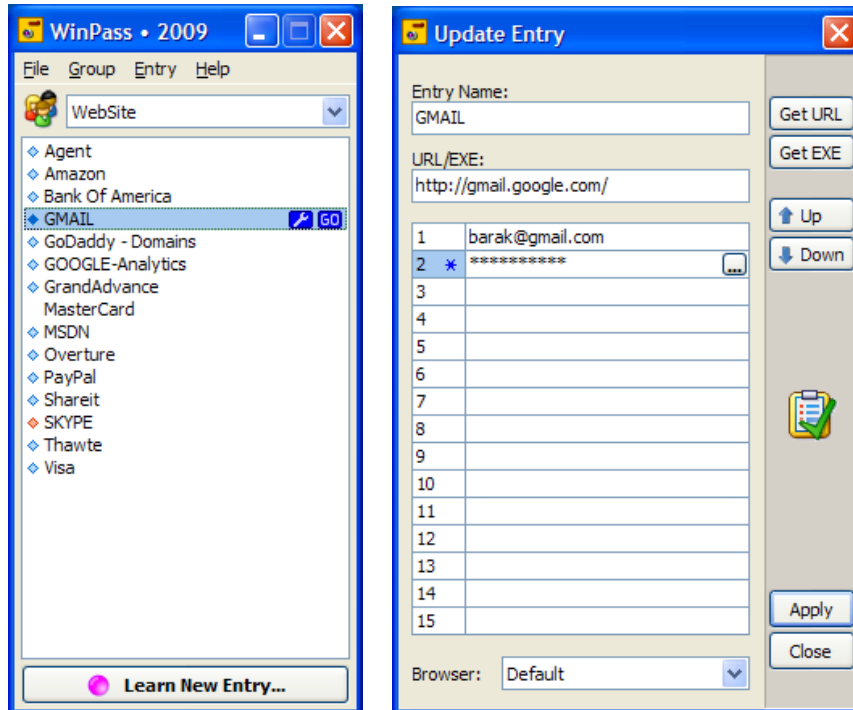 WinPass • 2009
File Group Entry Help
WebSite
Agent
Amazon
Bank Of America
GMAIL GO
GoDaddy - Domains
GOOGLE-Analytics
GrandAdvance
MasterCard
MSDN
Overture
PayPal
Shareit
SKYPE
Thawte
Visa
Learn New Entry...
Update Entry
Entry Name:
GMAIL
Get URL
URL/EXE:
Get EXE
http://gmail.google.com/
Up
1 barak@gmail.com
2 * ********** ...
Down
3
4
5
6
7
8
9
10
11
12
13
14
15
Apply
Close
Browser: Default